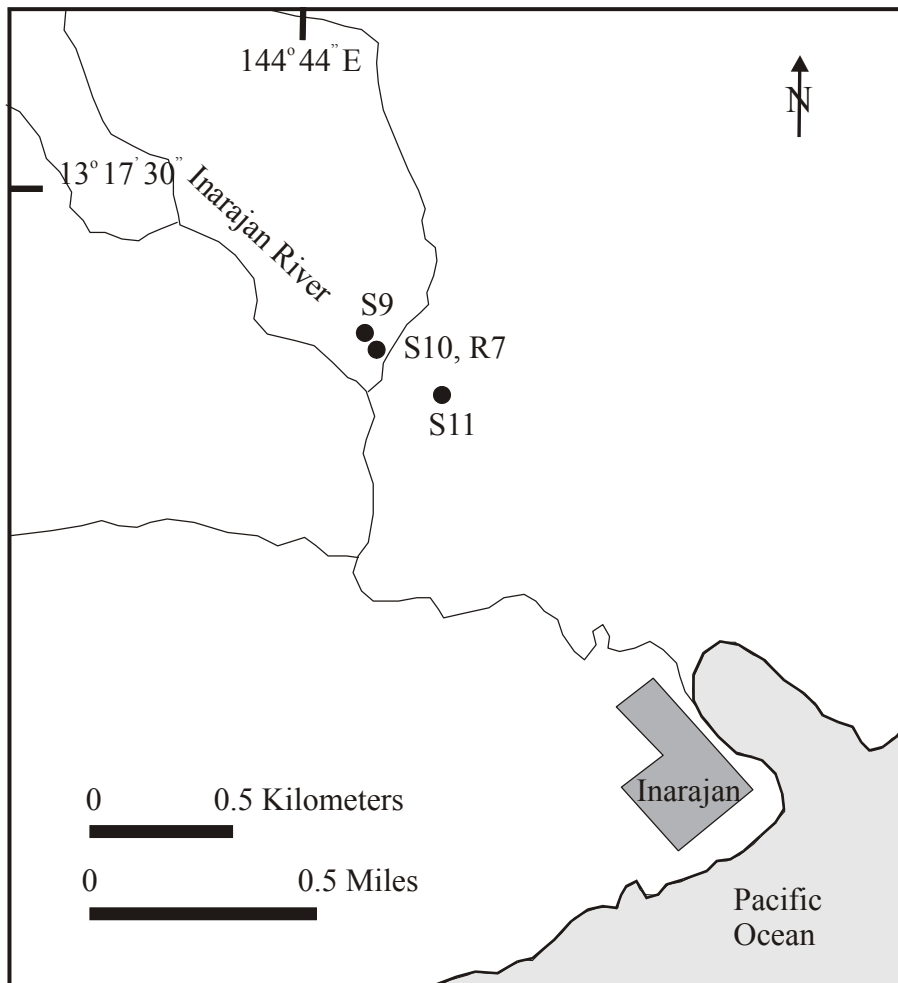 144° 44" E
N
13° 17' 30"
Inarajan River
S9
S10, R7
S11
Inarajan
0 0.5 Kilometers
0 0.5 Miles
Pacific
Ocean